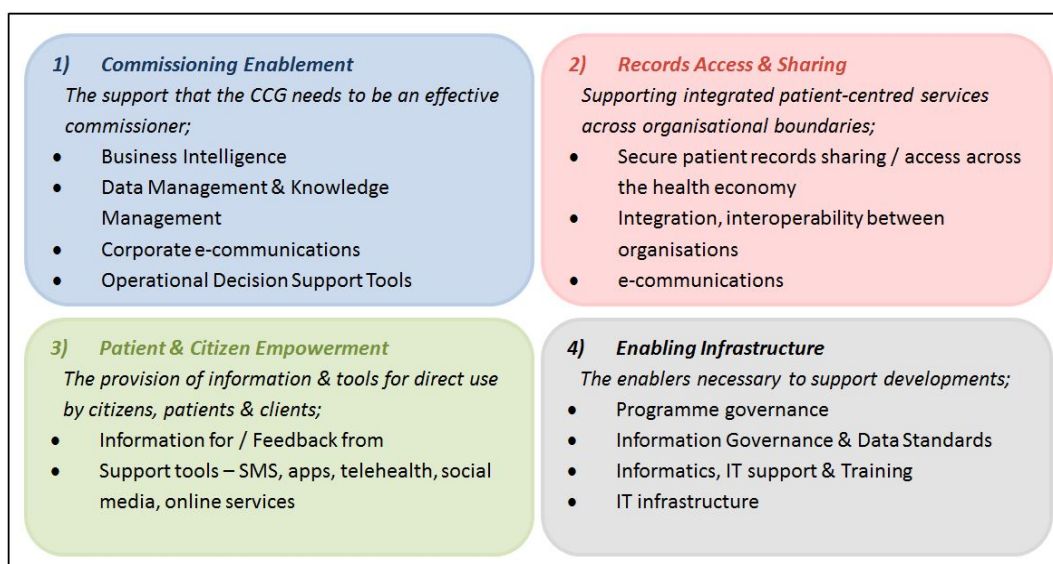 1) Commissioning Enablement
The support that the CCG needs to be an effective
commissioner;
• Business Intelligence
• Data Management & Knowledge
Management
• Corporate e-communications
• Operational Decision Support Tools
2) Records Access & Sharing
Supporting integrated patient-centred services
across organisational boundaries;
• Secure patient records sharing / access across
the health economy
• Integration, interoperability between
organisations
• e-communications
3) Patient & Citizen Empowerment
The provision of information & tools for direct use
by citizens, patients & clients;
• Information for / Feedback from
• Support tools – SMS, apps, telehealth, social
media, online services
4) Enabling Infrastructure
The enablers necessary to support developments;
• Programme governance
• Information Governance & Data Standards
• Informatics, IT support & Training
• IT infrastructure